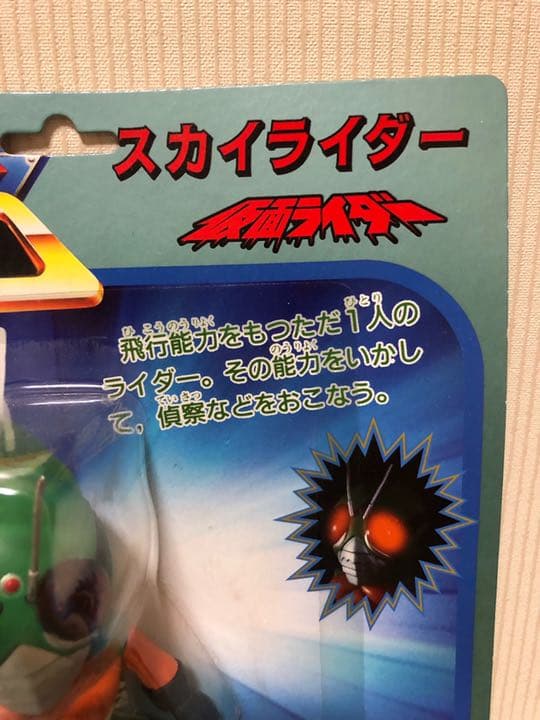 スカイライダー
仮面ライダー
飛行能力をもつただ1人の
ライダー。その能力をいかし
て，偵察などをおこなう。